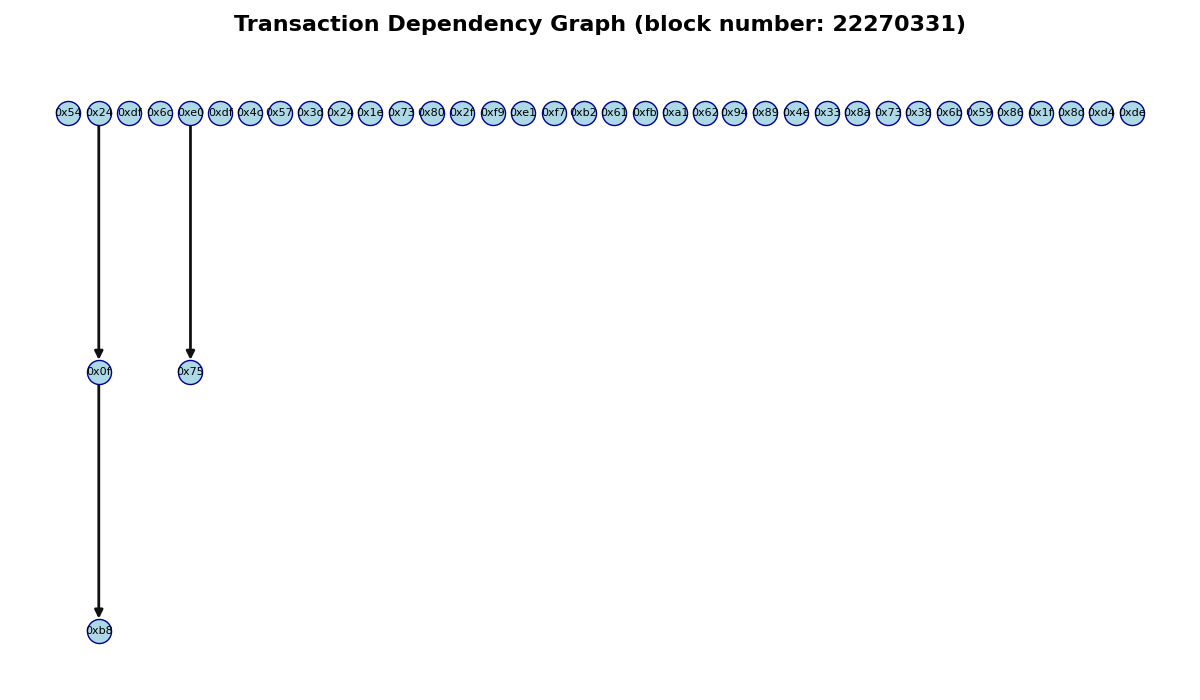 Transaction Dependency Graph (block number: 22270331)
0x54 0x24 0xdf 0x6c 0xe0 0xdf 0x4c 0x57 0x3d 0x24 0x1e 0x73 0x80 0x2f 0xf9 0xe1 0xf7 0xb2 0x61 0xfb 0xa1 0x62 0x94 0x89 0x4e 0x33 0x8a 0x73 0x38 0x6b 0x59 0x86 0x1f 0x8d 0xd4 0xde
0x0f 0x75
0xb8